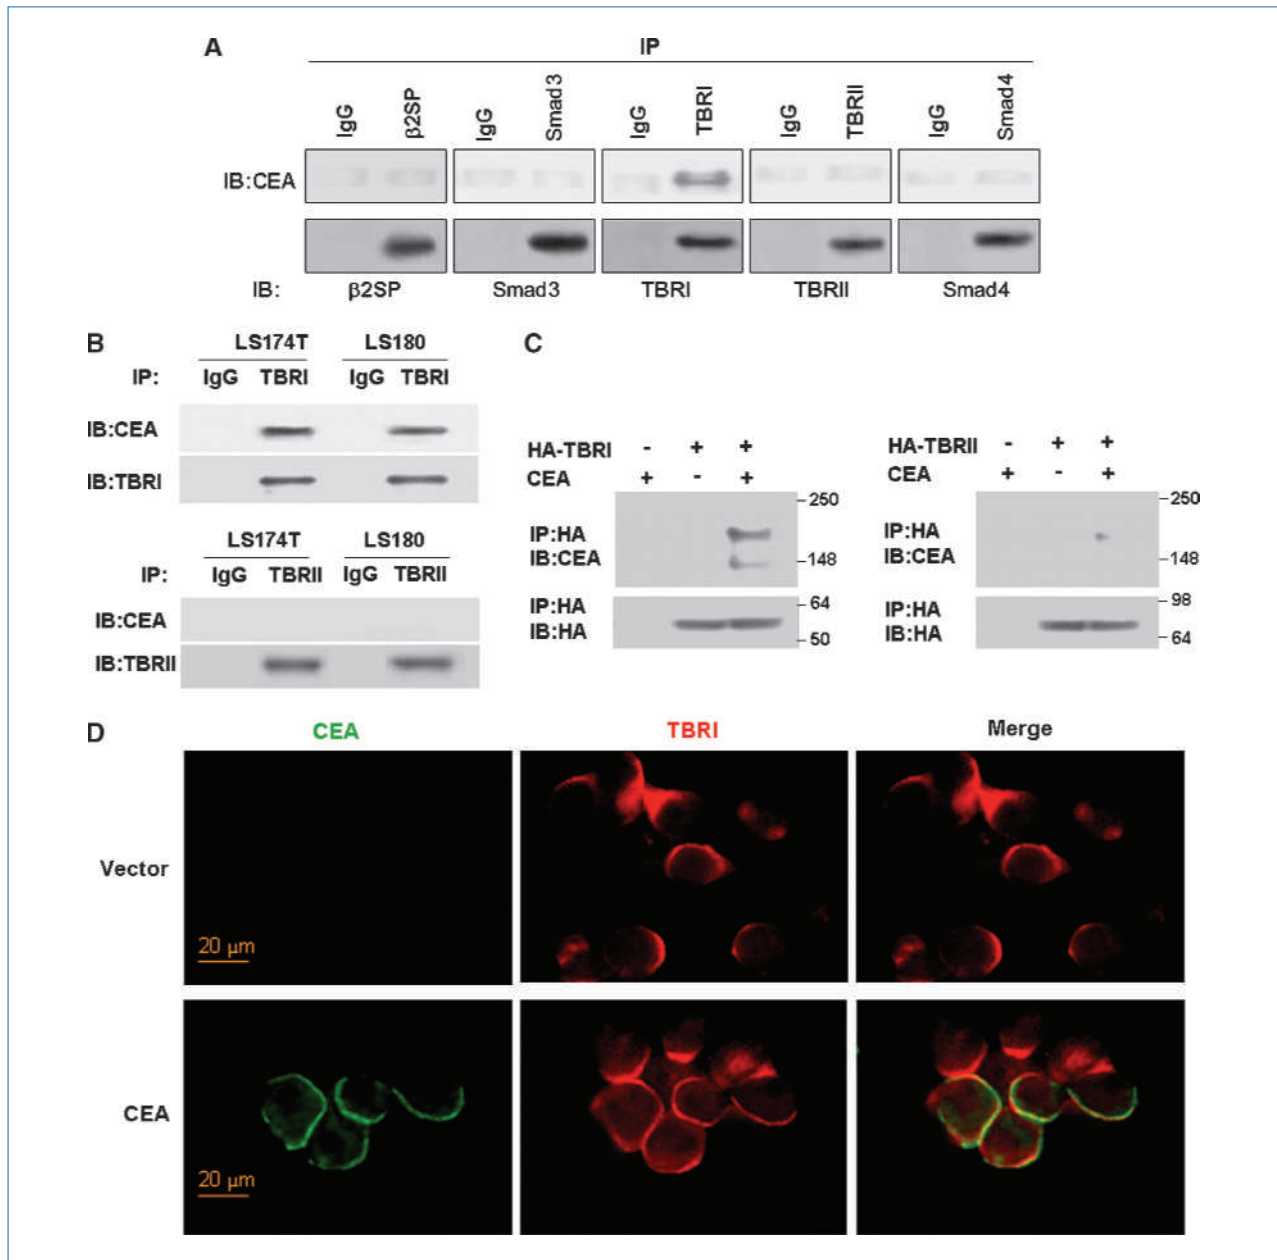 A
IP
IgG β2SP IgG Smad3 IgG TBRI IgG TBRII IgG Smad4
IB:CEA
IB: β2SP Smad3 TBRI TBRII Smad4
B
LS174T LS180
IP: IgG TBRI IgG TBRI
IB:CEA
IB:TBRI
LS174T LS180
IP: IgG TBRII IgG TBRII
IB:CEA
IB:TBRII
C
HA-TBRI - + +
CEA + - +
250
IP:HA
IB:CEA
148
IP:HA
64
IB:HA
50
HA-TBRII - + +
CEA + - +
250
IP:HA
IB:CEA
148
IP:HA
98
IB:HA
64
D
CEA TBRI Merge
Vector
20 μm
CEA
20 μm